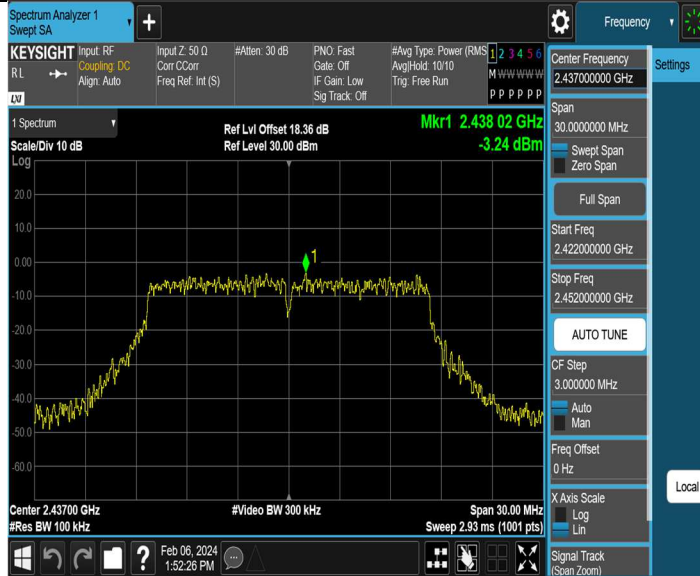 Spectrum Analyzer 1
Swept SA
Frequency
KEYSIGHT
RL
LXI
Input: RF
Coupling: DC
Align: Auto
Input Z: 50 Ω
Corr CCorr
Freq Ref: Int (S)
#Atten: 30 dB
PNO: Fast
Gate: Off
IF Gain: Low
Sig Track: Off
#Avg Type: Power (RMS
Avg|Hold: 10/10
Trig: Free Run
1 2 3 4 5 6
M W W W W W
P P P P P P
Center Frequency
2.437000000 GHz
Settings
Span
30.0000000 MHz
Swept Span
Zero Span
Full Span
Start Freq
2.422000000 GHz
Stop Freq
2.452000000 GHz
AUTO TUNE
CF Step
3.000000 MHz
Auto
Man
Freq Offset
0 Hz
X Axis Scale
Log
Lin
Local
Signal Track
(Span Zoom)
1 Spectrum
Scale/Div 10 dB
Log
Ref Lvl Offset 18.36 dB
Ref Level 30.00 dBm
Mkr1 2.438 02 GHz
-3.24 dBm
1
20.0
10.0
0.00
-10.0
-20.0
-30.0
-40.0
-50.0
-60.0
Center 2.43700 GHz
#Res BW 100 kHz
#Video BW 300 kHz
Span 30.00 MHz
Sweep 2.93 ms (1001 pts)
?
Feb 06, 2024
1:52:26 PM